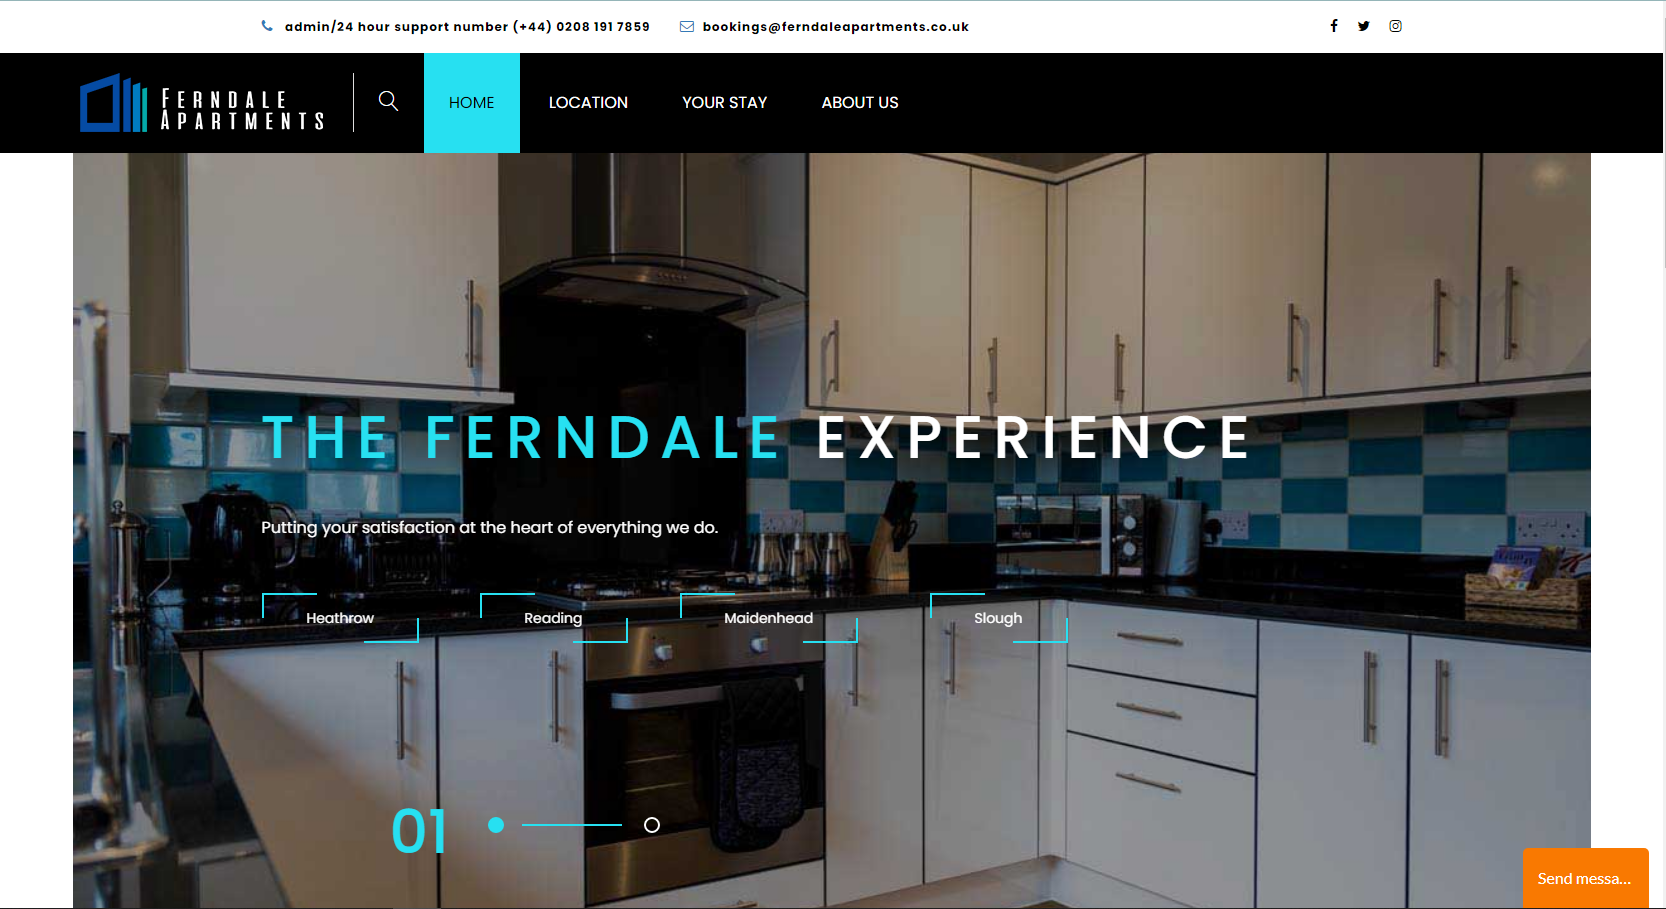 admin/24 hour support number (+44) 0208 191 7859
bookings@ferndaleapartments.co.uk
FERNDALE
APARTMENTS
HOME
LOCATION
YOUR STAY
ABOUT US
THE FERNDALE EXPERIENCE
Putting your satisfaction at the heart of everything we do.
Heathrow
Reading
Maidenhead
Slough
01
Send messa...